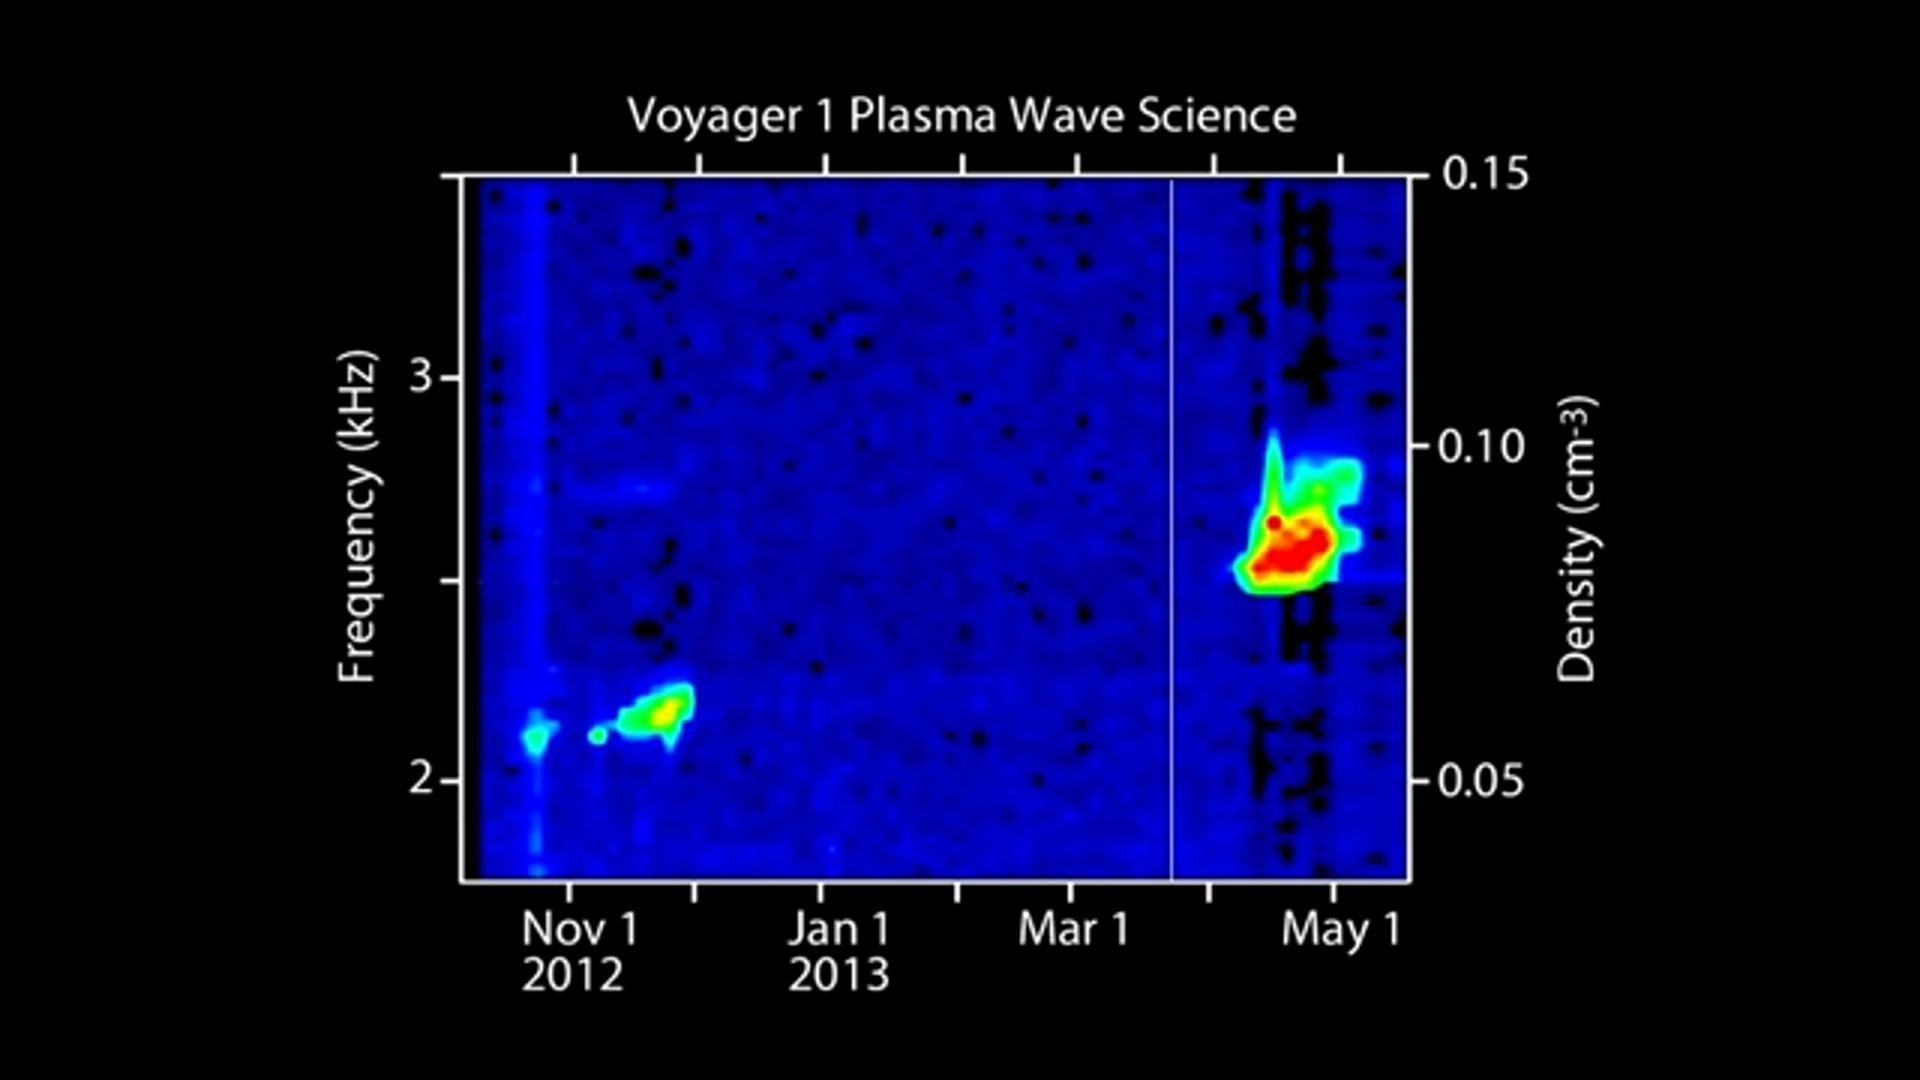 Voyager 1 Plasma Wave Science
0.15
3
0.10
Frequency (kHz)
Density (cm-3)
2
0.05
Nov 1
2012
Jan 1
2013
Mar 1
May 1